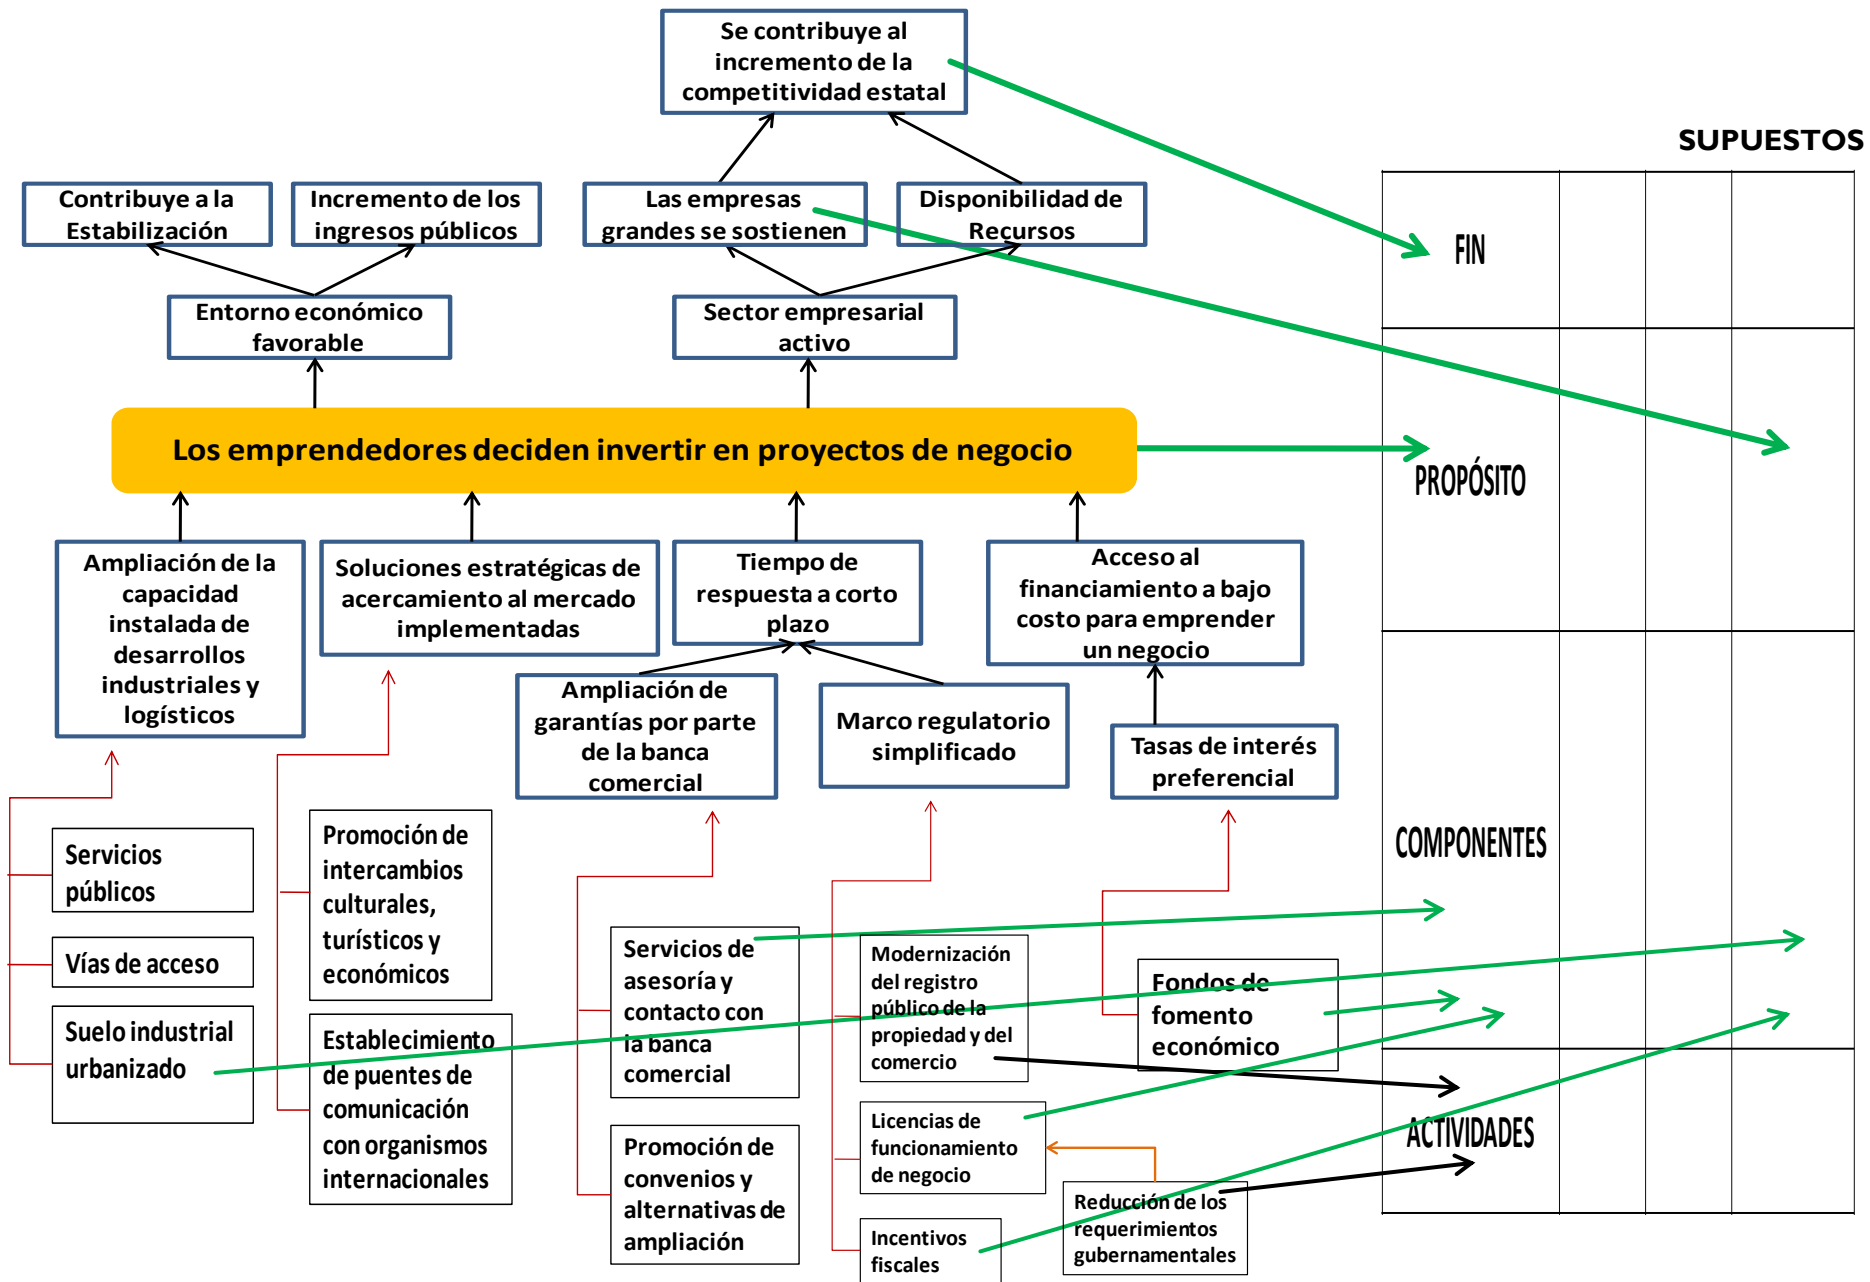 Se contribuye al
incremento de la
competitividad estatal
SUPUESTOS
Contribuye a la
Estabilización
Incremento de los
ingresos públicos
Las empresas
grandes se sostienen
Disponibilidad de
Recursos
FIN
Entorno económico
favorable
Sector empresarial
activo
Los emprendedores deciden invertir en proyectos de negocio
PROPÓSITO
Ampliación de la
capacidad
instalada de
desarrollos
industriales y
logísticos
Soluciones estratégicas de
acercamiento al mercado
implementadas
Tiempo de
respuesta a corto
plazo
Acceso al
financiamiento a bajo
costo para emprender
un negocio
Ampliación de
garantías por parte
de la banca
comercial
Marco regulatorio
simplificado
Tasas de interés
preferencial
COMPONENTES
Servicios
públicos
Vías de acceso
Suelo industrial
urbanizado
Promoción de
intercambios
culturales,
turísticos y
económicos
Establecimiento
de puentes de
comunicación
con organismos
internacionales
Servicios de
asesoría y
contacto con
la banca
comercial
Promoción de
convenios y
alternativas de
ampliación
Modernización
del registro
público de la
propiedad y del
comercio
Licencias de
funcionamiento
de negocio
Incentivos
fiscales
Fondos de
fomento
económico
Reducción de los
requerimientos
gubernamentales
ACTIVIDADES